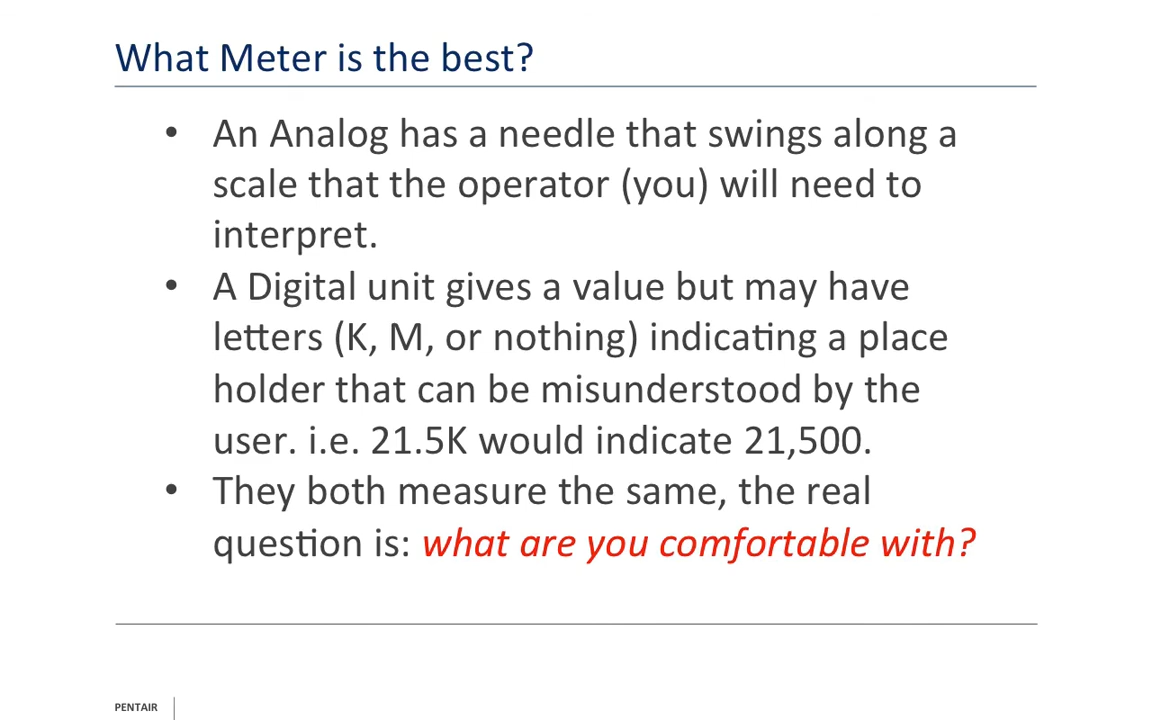 What Meter is the best?
• An Analog has a needle that swings along a
scale that the operator (you) will need to
interpret.
• A Digital unit gives a value but may have
letters (K, M, or nothing) indicating a place
holder that can be misunderstood by the
user. i.e. 21.5K would indicate 21,500.
• They both measure the same, the real
question is: what are you comfortable with?
PENTAIR